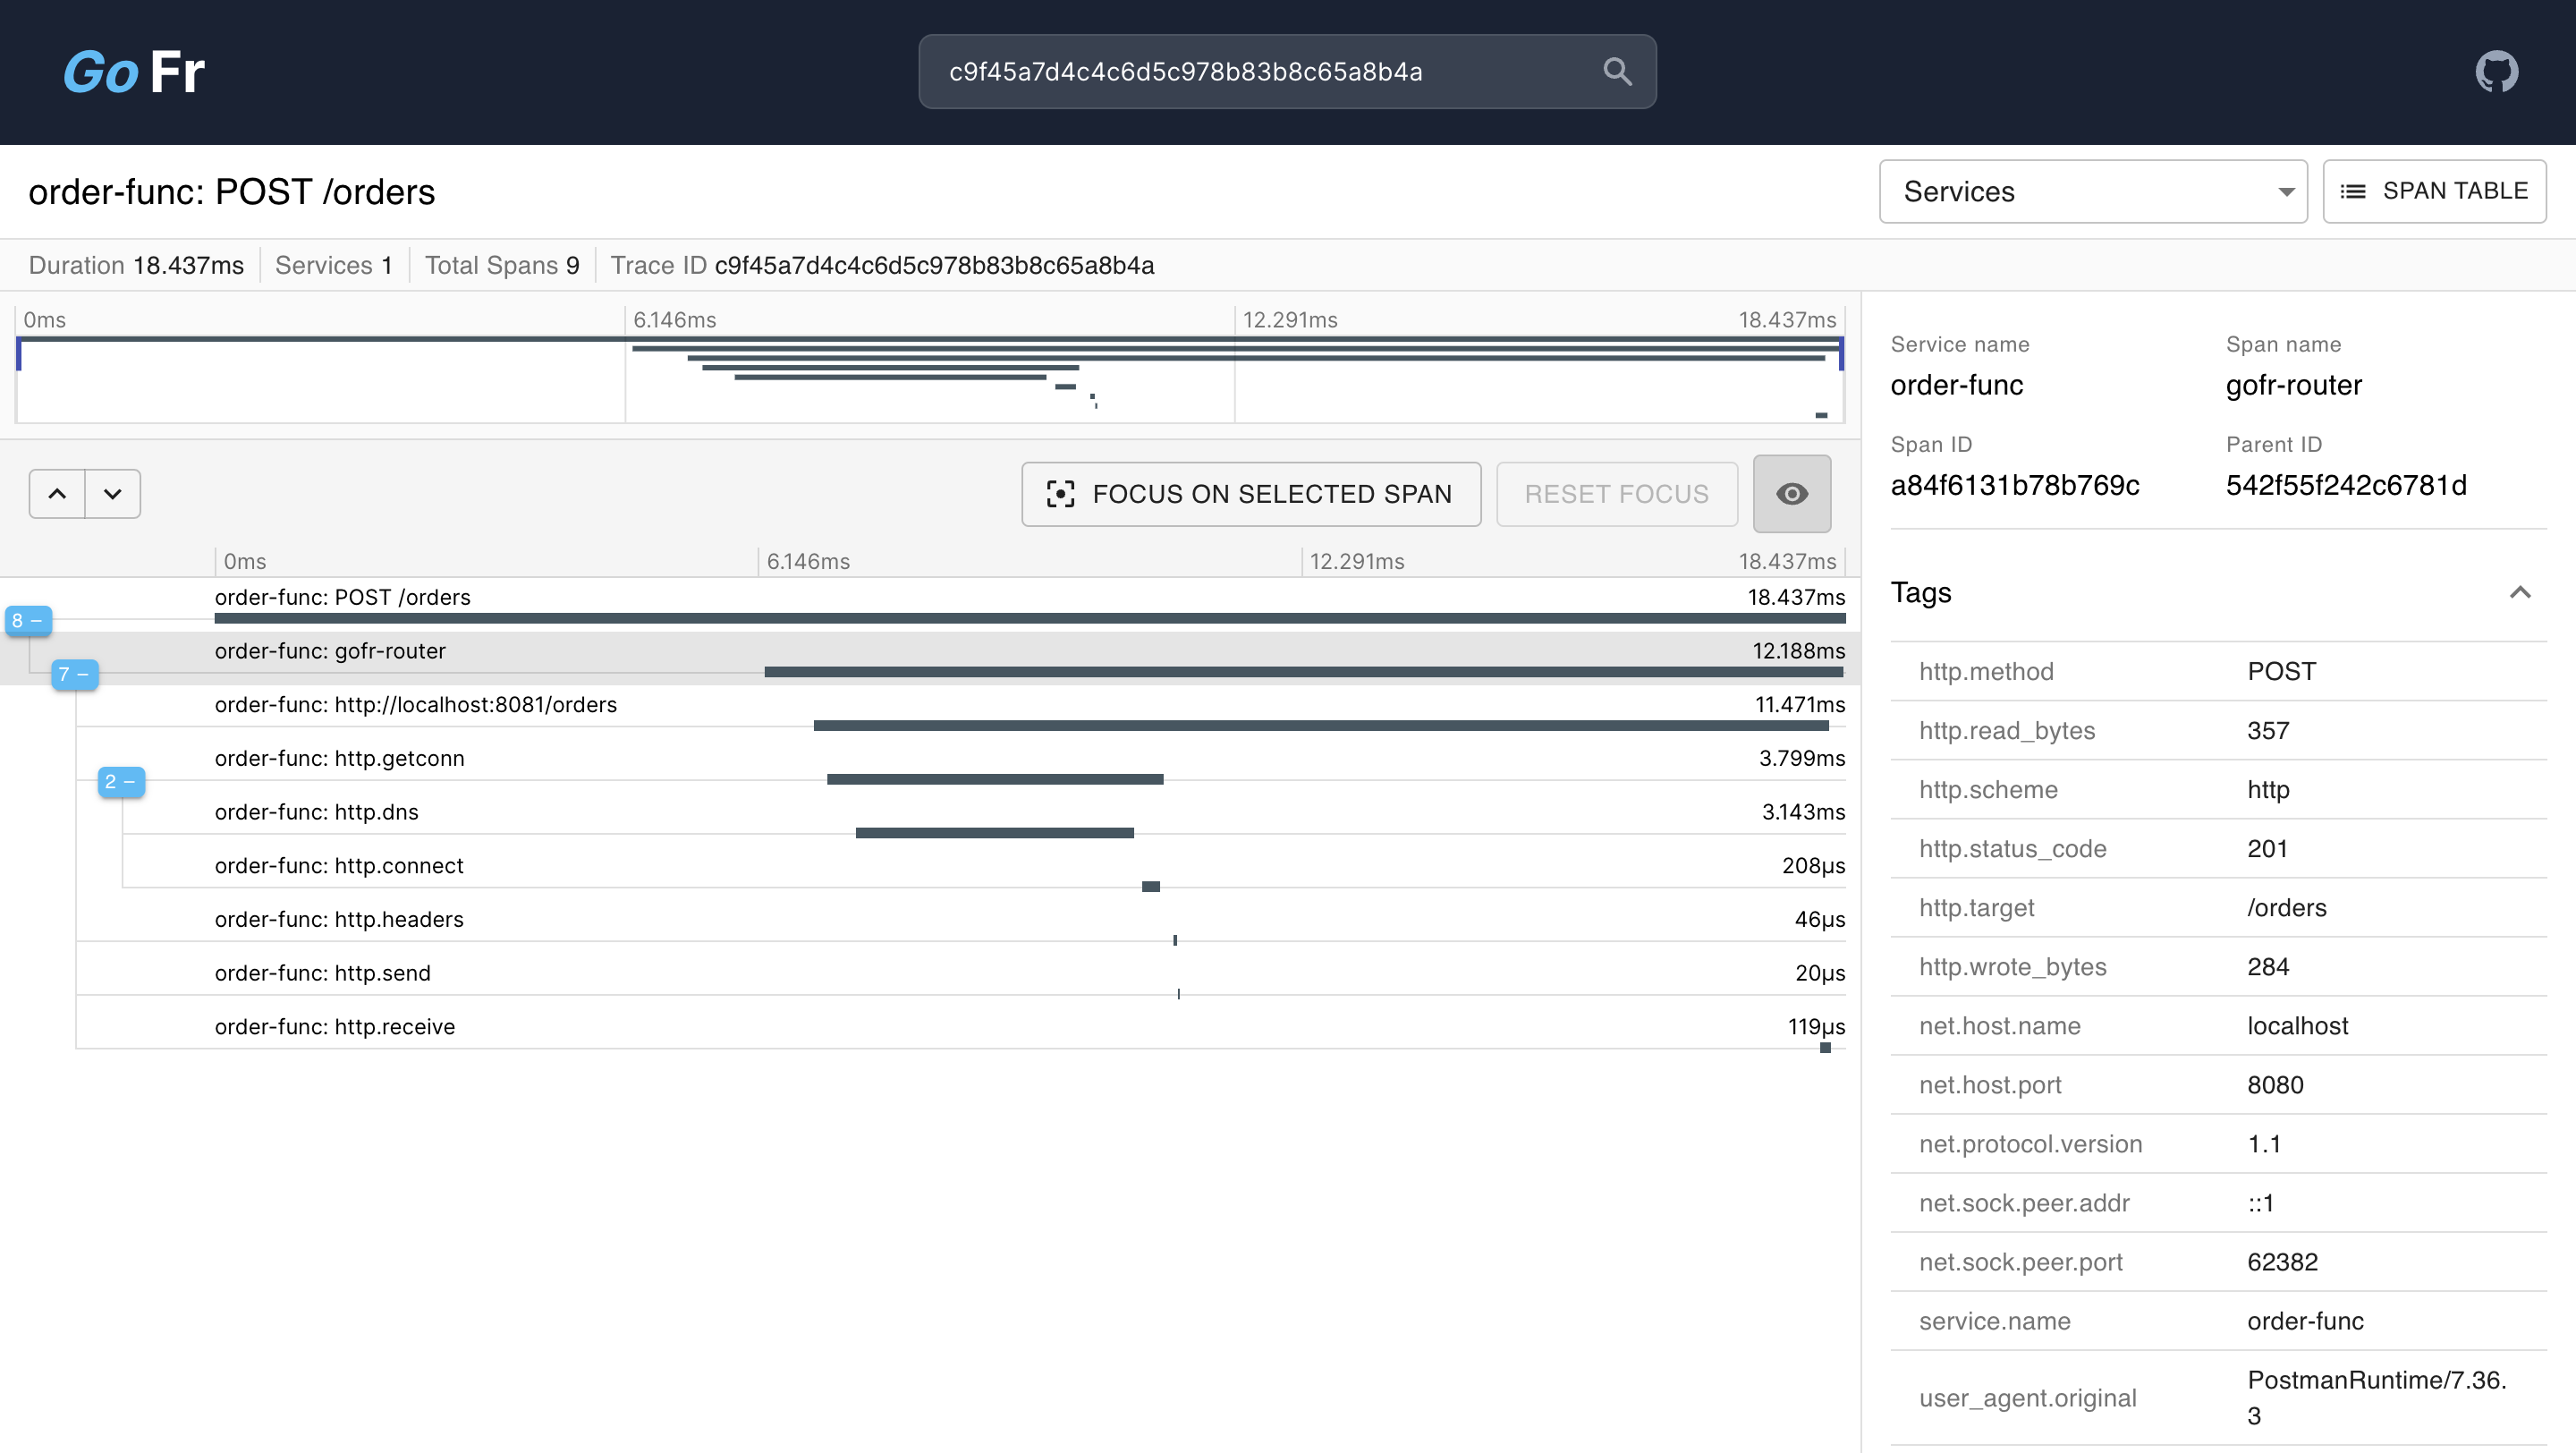 Go Fr
c9f45a7d4c4c6d5c978b83b8c65a8b4a
order-func: POST /orders
Services
SPAN TABLE
Duration 18.437ms
Services 1
Total Spans 9
Trace ID c9f45a7d4c4c6d5c978b83b8c65a8b4a
0ms
6.146ms
12.291ms
18.437ms
FOCUS ON SELECTED SPAN
RESET FOCUS
0ms
6.146ms
12.291ms
18.437ms
order-func: POST /orders 18.437ms
8 –
order-func: gofr-router 12.188ms
7 –
order-func: http://localhost:8081/orders 11.471ms
order-func: http.getconn 3.799ms
2 –
order-func: http.dns 3.143ms
order-func: http.connect 208μs
order-func: http.headers 46μs
order-func: http.send 20μs
order-func: http.receive 119μs
Service name
order-func
Span name
gofr-router
Span ID
a84f6131b78b769c
Parent ID
542f55f242c6781d
Tags
http.method POST
http.read_bytes 357
http.scheme http
http.status_code 201
http.target /orders
http.wrote_bytes 284
net.host.name localhost
net.host.port 8080
net.protocol.version 1.1
net.sock.peer.addr ::1
net.sock.peer.port 62382
service.name order-func
user_agent.original PostmanRuntime/7.36.
3